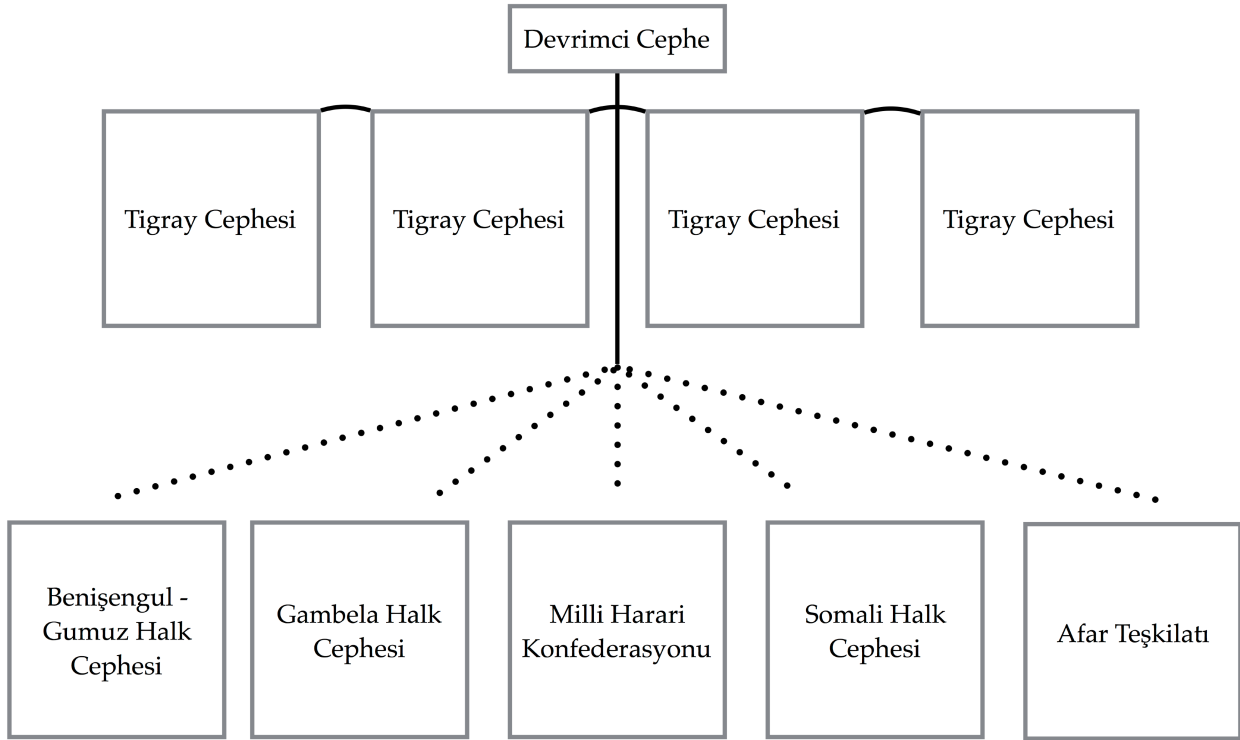 Devrimci Cephe
Tigray Cephesi
Tigray Cephesi
Tigray Cephesi
Tigray Cephesi
Benişengul -
Gumuz Halk
Cephesi
Gambela Halk
Cephesi
Milli Harari
Konfederasyonu
Somali Halk
Cephesi
Afar Teşkilatı